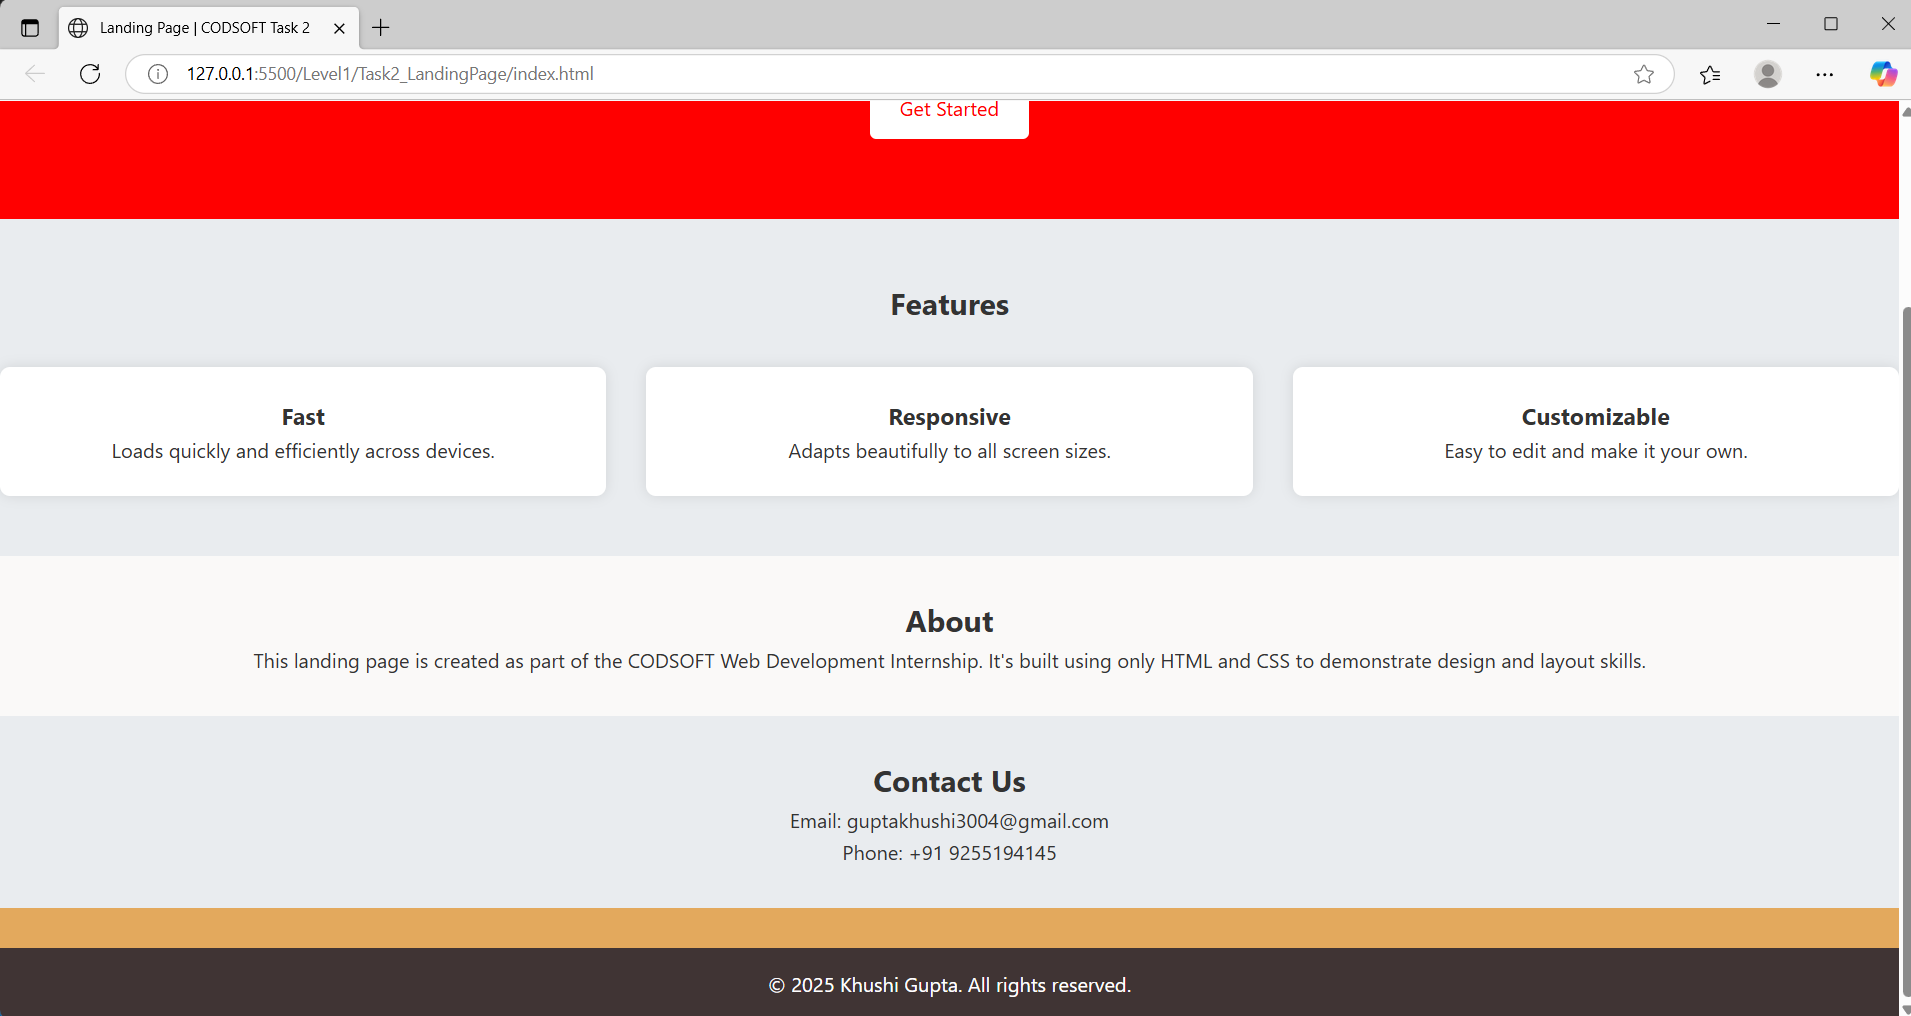 Landing Page | CODSOFT Task 2
127.0.0.1:5500/Level1/Task2_LandingPage/index.html
Get Started
Features
Fast
Loads quickly and efficiently across devices.
Responsive
Adapts beautifully to all screen sizes.
Customizable
Easy to edit and make it your own.
About
This landing page is created as part of the CODSOFT Web Development Internship. It's built using only HTML and CSS to demonstrate design and layout skills.
Contact Us
Email: guptakhushi3004@gmail.com
Phone: +91 9255194145
© 2025 Khushi Gupta. All rights reserved.